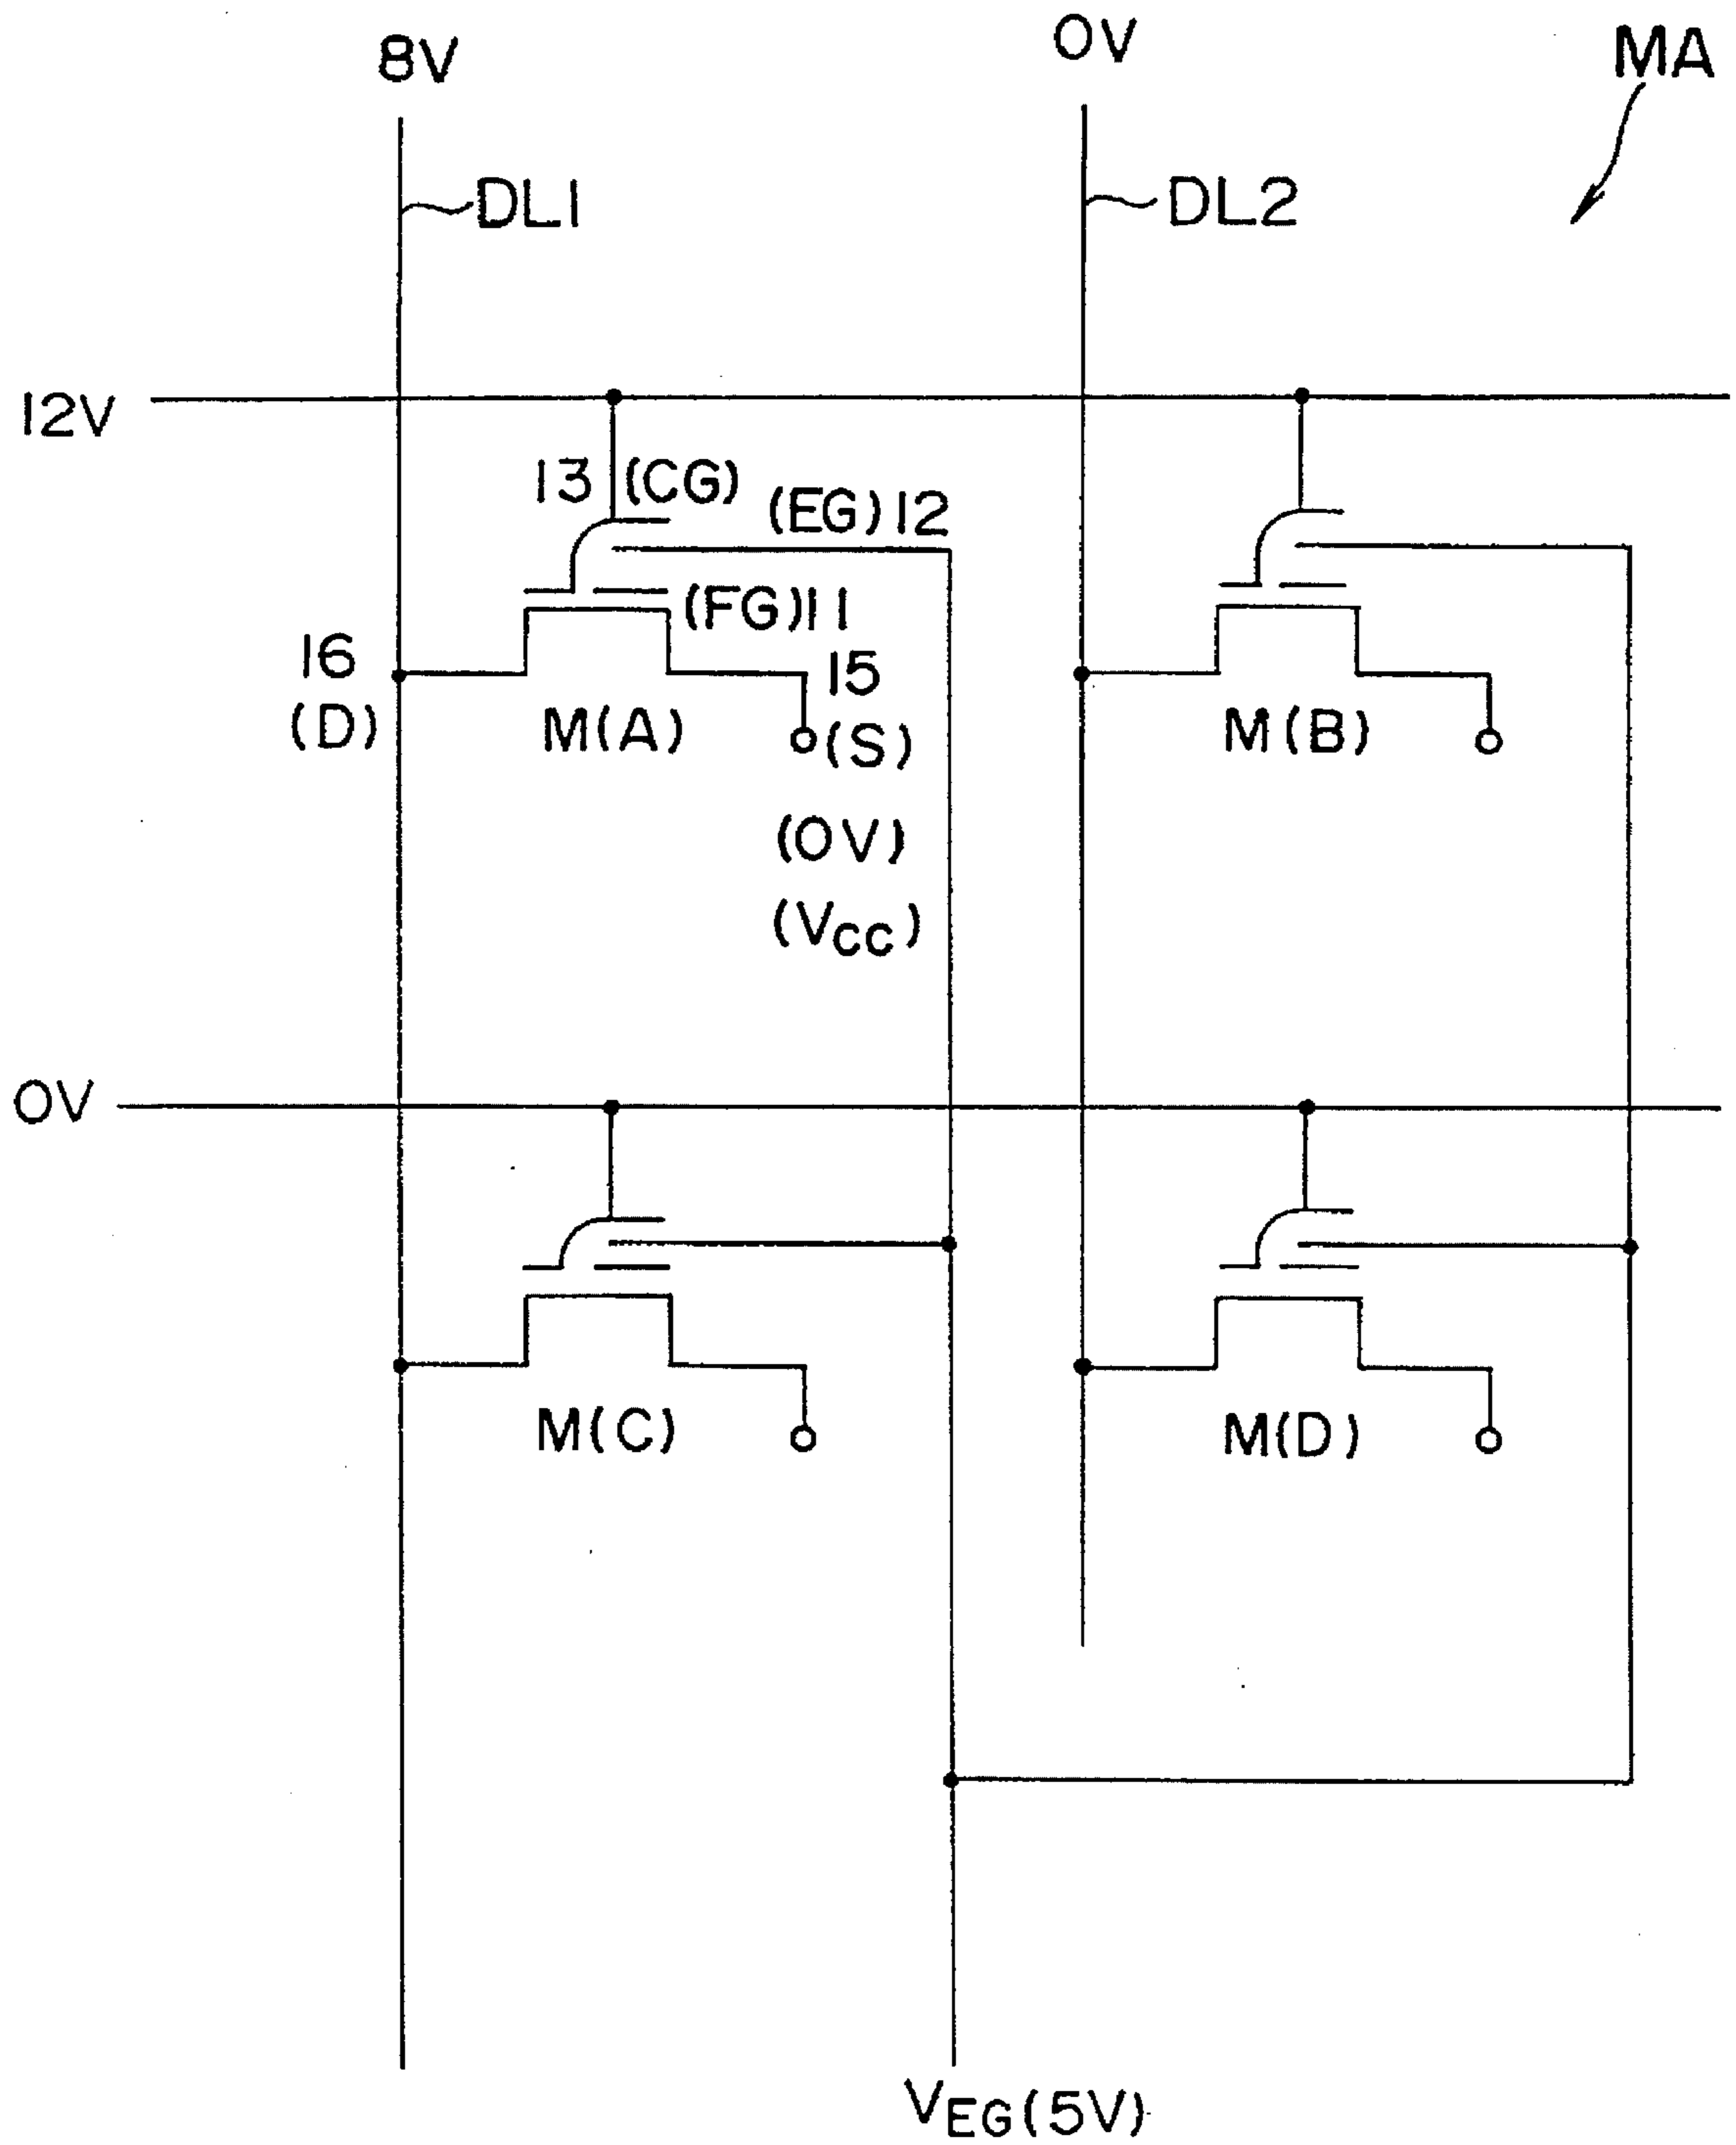 8V
0V
MA
DL1
DL2
12V
13 (CG)
(EG) 12
(FG) 11
16
(D)
15
(S)
M(A)
M(B)
(0V)
(Vcc)
0V
M(C)
M(D)
VEG (5V)